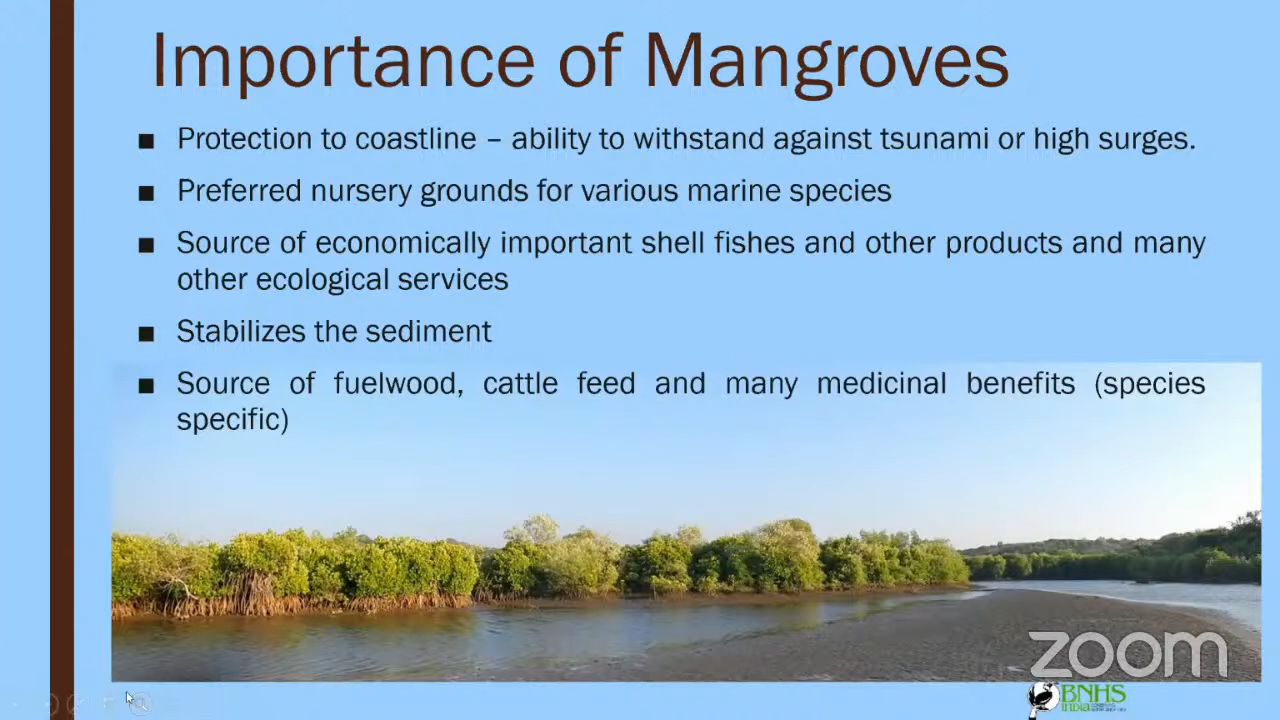 Importance of Mangroves
■ Protection to coastline – ability to withstand against tsunami or high surges.
■ Preferred nursery grounds for various marine species
■ Source of economically important shell fishes and other products and many
other ecological services
■ Stabilizes the sediment
■ Source of fuelwood, cattle feed and many medicinal benefits (species
specific)
zoom
BNHS
INDIA